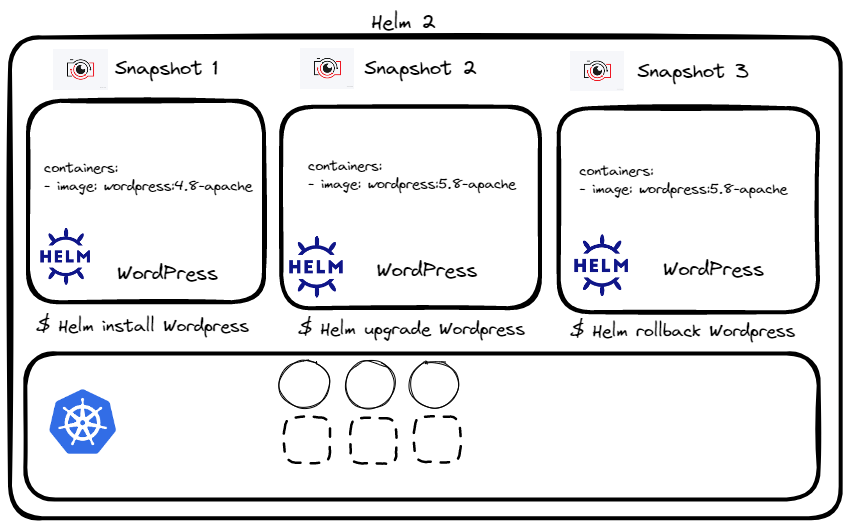 Helm 2
Snapshot 1
Snapshot 2
Snapshot 3
containers:
- image: wordpress:4.8-apache
HELM
WordPress
containers:
- image: wordpress:5.8-apache
HELM
WordPress
containers:
- image: wordpress:5.8-apache
HELM
WordPress
$ Helm install Wordpress
$ Helm upgrade Wordpress
$ Helm rollback Wordpress